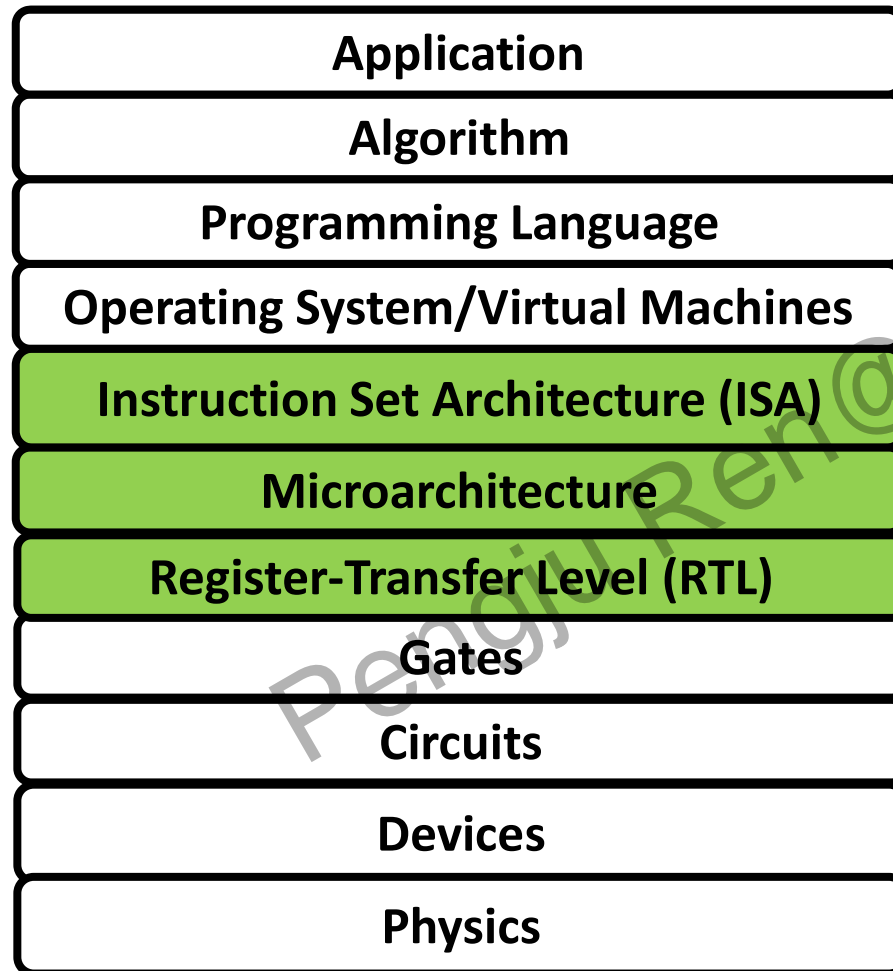 Application
Algorithm
Programming Language
Operating System/Virtual Machines
Instruction Set Architecture (ISA)
Microarchitecture
Register-Transfer Level (RTL)
Gates
Circuits
Devices
Physics
Pengju Ren@